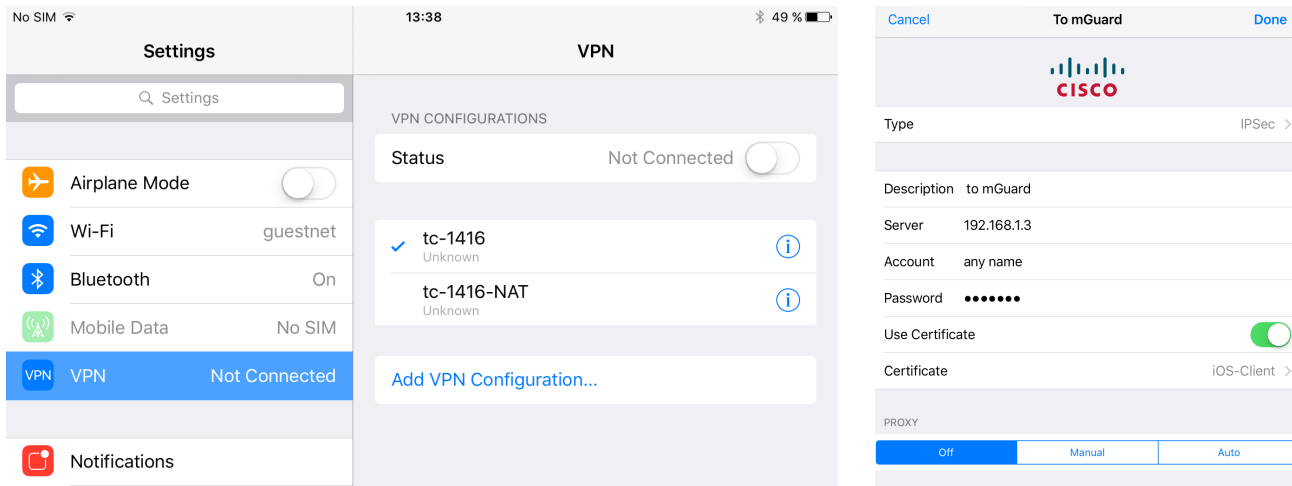 No SIM
13:38
49 %
Settings
VPN
Settings
Airplane Mode
Wi-Fi guestnet
Bluetooth On
Mobile Data No SIM
VPN VPN Not Connected
Notifications
VPN CONFIGURATIONS
Status Not Connected
tc-1416
Unknown
tc-1416-NAT
Unknown
Add VPN Configuration...
Cancel To mGuard Done
CISCO
Type IPSec
Description to mGuard
Server 192.168.1.3
Account any name
Password •••••••
Use Certificate
Certificate iOS-Client
PROXY
Off Manual Auto